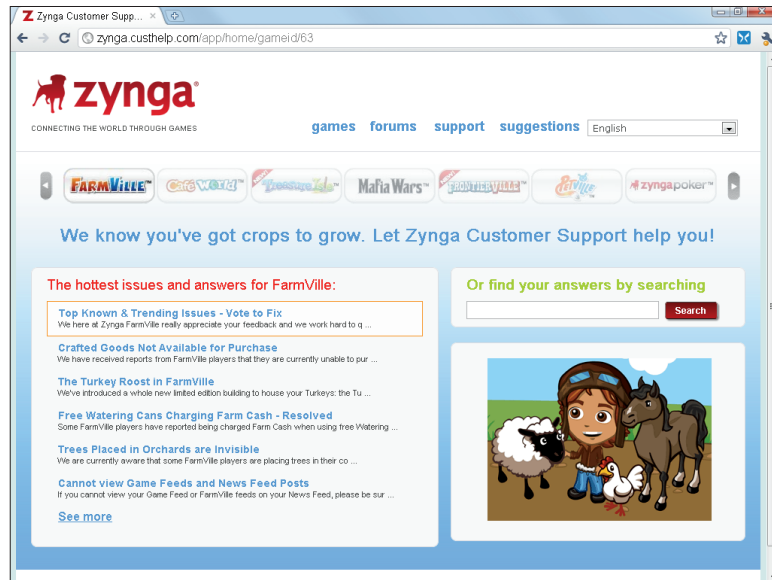 Zynga Customer Supp...
zynga.custhelp.com/app/home/gameid/63
zynga
CONNECTING THE WORLD THROUGH GAMES
games forums support suggestions English
FARMVILLE™ Café WORLD™ Treasure Isle™ Mafia Wars™ FRONTIERVILLE™ PETVILLE™ zyngapoker™
We know you've got crops to grow. Let Zynga Customer Support help you!
The hottest issues and answers for FarmVille:
Top Known & Trending Issues - Vote to Fix
We here at Zynga FarmVille really appreciate your feedback and we work hard to q ...
Crafted Goods Not Available for Purchase
We have received reports from FarmVille players that they are currently unable to pur ...
The Turkey Roost in FarmVille
We've introduced a whole new limited edition building to house your Turkeys: the Tu ...
Free Watering Cans Charging Farm Cash - Resolved
Some FarmVille players have reported being charged Farm Cash when using free Watering ...
Trees Placed in Orchards are Invisible
We are currently aware that some FarmVille players are placing trees in their co ...
Cannot view Game Feeds and News Feed Posts
If you cannot view your Game Feed or FarmVille feeds on your News Feed, please be sur ...
See more
Or find your answers by searching
Search